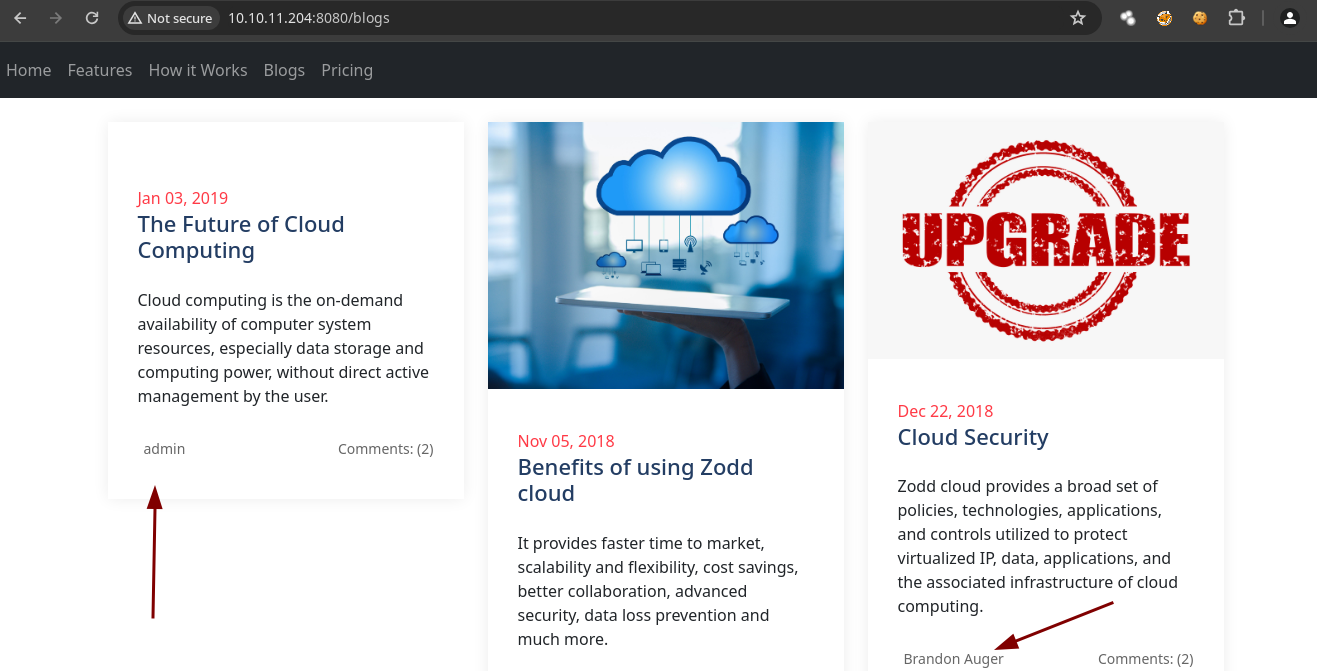 Not secure
10.10.11.204:8080/blogs
Home Features How it Works Blogs Pricing
Jan 03, 2019
The Future of Cloud
Computing
Cloud computing is the on-demand
availability of computer system
resources, especially data storage and
computing power, without direct active
management by the user.
admin Comments: (2)
Nov 05, 2018
Benefits of using Zodd
cloud
It provides faster time to market,
scalability and flexibility, cost savings,
better collaboration, advanced
security, data loss prevention and
much more.
UPGRADE
Dec 22, 2018
Cloud Security
Zodd cloud provides a broad set of
policies, technologies, applications,
and controls utilized to protect
virtualized IP, data, applications, and
the associated infrastructure of cloud
computing.
Brandon Auger Comments: (2)